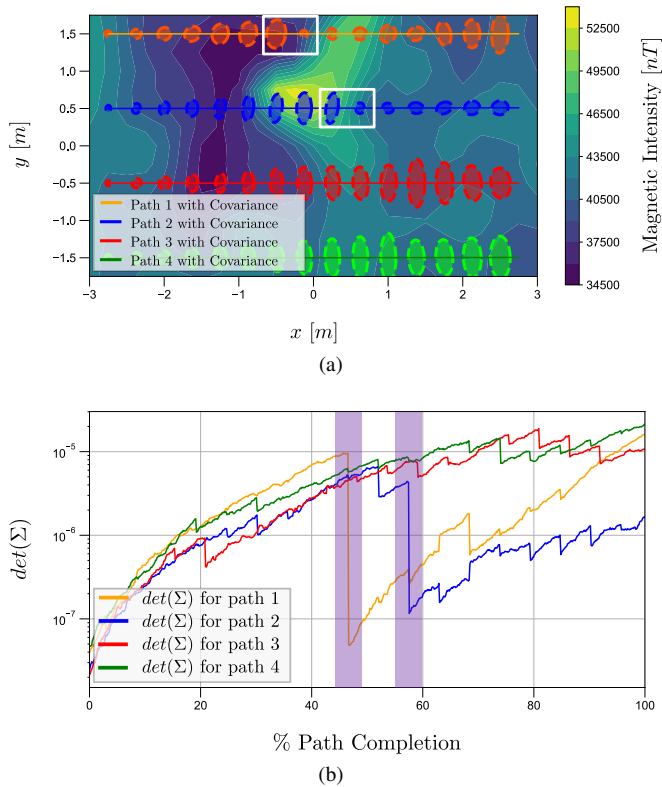 1.5
1.0
0.5
0.0
−0.5
−1.0
−1.5
y [m]
Path 1 with Covariance
Path 2 with Covariance
Path 3 with Covariance
Path 4 with Covariance
−3 −2 −1 0 1 2 3
x [m]
52500
49500
46500
43500
40500
37500
34500
Magnetic Intensity [nT]
(a)
10⁻⁵
10⁻⁶
10⁻⁷
det(Σ)
det(Σ) for path 1
det(Σ) for path 2
det(Σ) for path 3
det(Σ) for path 4
0 20 40 60 80 100
% Path Completion
(b)